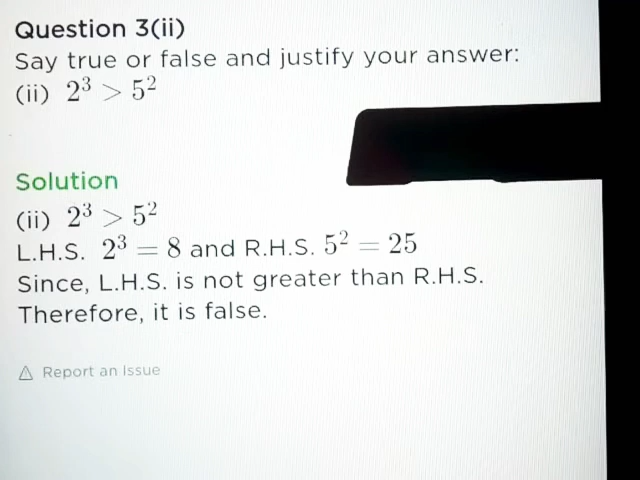 Question 3(ii)
Say true or false and justify your answer:
(ii) 2³ > 5²
Solution
(ii) 2³ > 5²
L.H.S. 2³ = 8 and R.H.S. 5² = 25
Since, L.H.S. is not greater than R.H.S.
Therefore, it is false.
⚠ Report an Issue